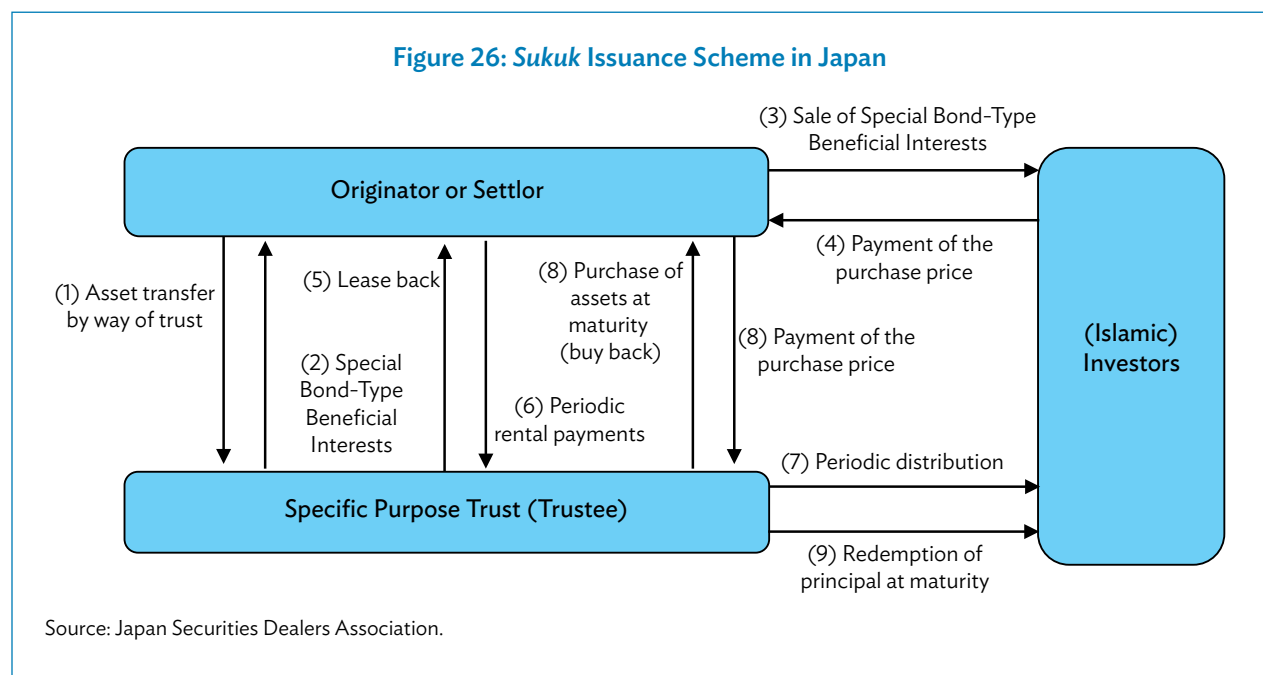 Figure 26: Sukuk Issuance Scheme in Japan
(3) Sale of Special Bond-Type
Beneficial Interests
Originator or Settlor
(4) Payment of the
purchase price
(1) Asset transfer
by way of trust
(2) Special
Bond-Type
Beneficial
Interests
(5) Lease back
(6) Periodic
rental payments
(8) Purchase of
assets at
maturity
(buy back)
(8) Payment of the
purchase price
(Islamic)
Investors
Specific Purpose Trust (Trustee)
(7) Periodic distribution
(9) Redemption of
principal at maturity
Source: Japan Securities Dealers Association.